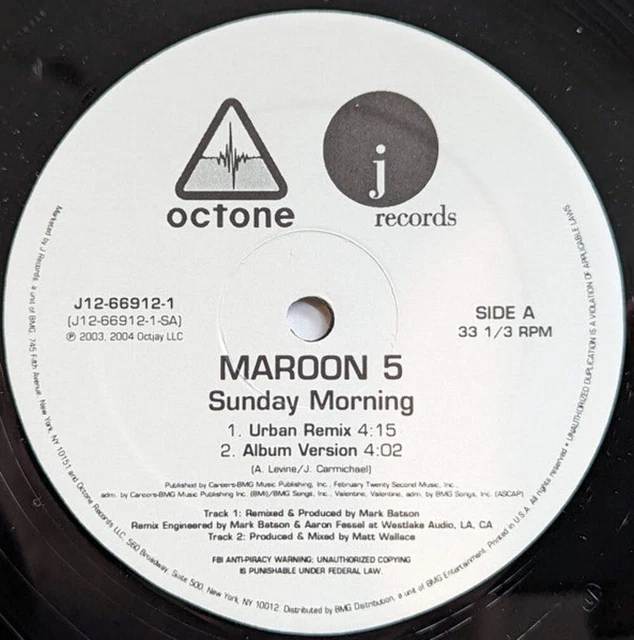 octone
j
records
J12-66912-1
(J12-66912-1-SA)
℗ 2003, 2004 Octjay LLC
SIDE A
33 1/3 RPM
MAROON 5
Sunday Morning
1. Urban Remix 4:15
2. Album Version 4:02
(A. Levine/J. Carmichael)
Published by Careers-BMG Music Publishing, Inc., February Twenty Second Music, Inc.,
adm. by Careers-BMG Music Publishing Inc. (BMI)/BMG Songs, Inc., Valentine, Valentine, adm. by BMG Songs, Inc. (ASCAP)
Track 1: Remixed & Produced by Mark Batson
Remix Engineered by Mark Batson & Aaron Fessel at Westlake Audio, LA, CA
Track 2: Produced & Mixed by Matt Wallace
FBI ANTI-PIRACY WARNING: UNAUTHORIZED COPYING
IS PUNISHABLE UNDER FEDERAL LAW.
Marketed by J Records, a unit of BMG, 745 Fifth Avenue, New York, NY 10151 and Octone Records LLC, 560 Broadway, Suite 500, New York, NY 10012. Distributed by BMG Distribution, a unit of BMG Entertainment. Printed in U.S.A. All rights reserved • UNAUTHORIZED DUPLICATION IS A VIOLATION OF APPLICABLE LAWS